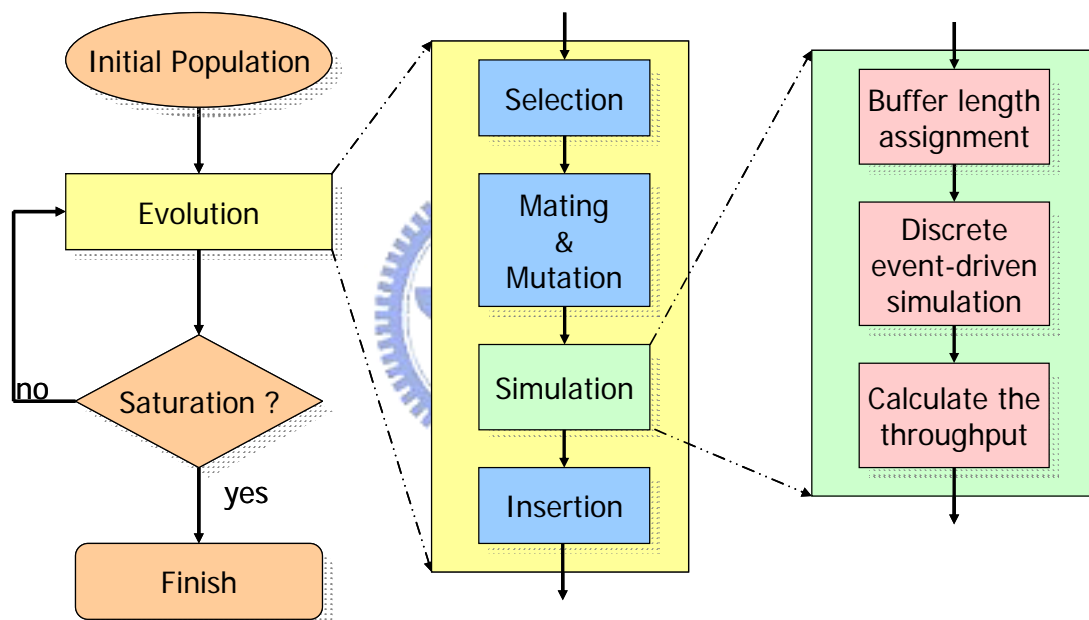 Initial Population
Evolution
no
Saturation ?
yes
Finish
Selection
Mating
&
Mutation
Simulation
Insertion
Buffer length
assignment
Discrete
event-driven
simulation
Calculate the
throughput